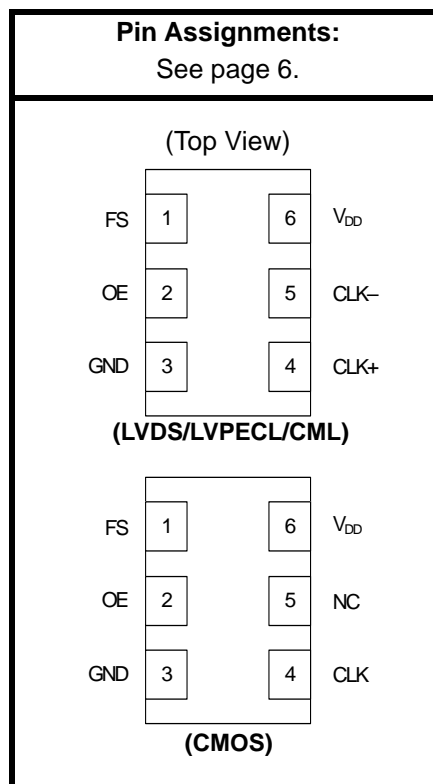 Pin Assignments:
See page 6.
(Top View)
FS 1 6 VDD
OE 2 5 CLK–
GND 3 4 CLK+
(LVDS/LVPECL/CML)
FS 1 6 VDD
OE 2 5 NC
GND 3 4 CLK
(CMOS)